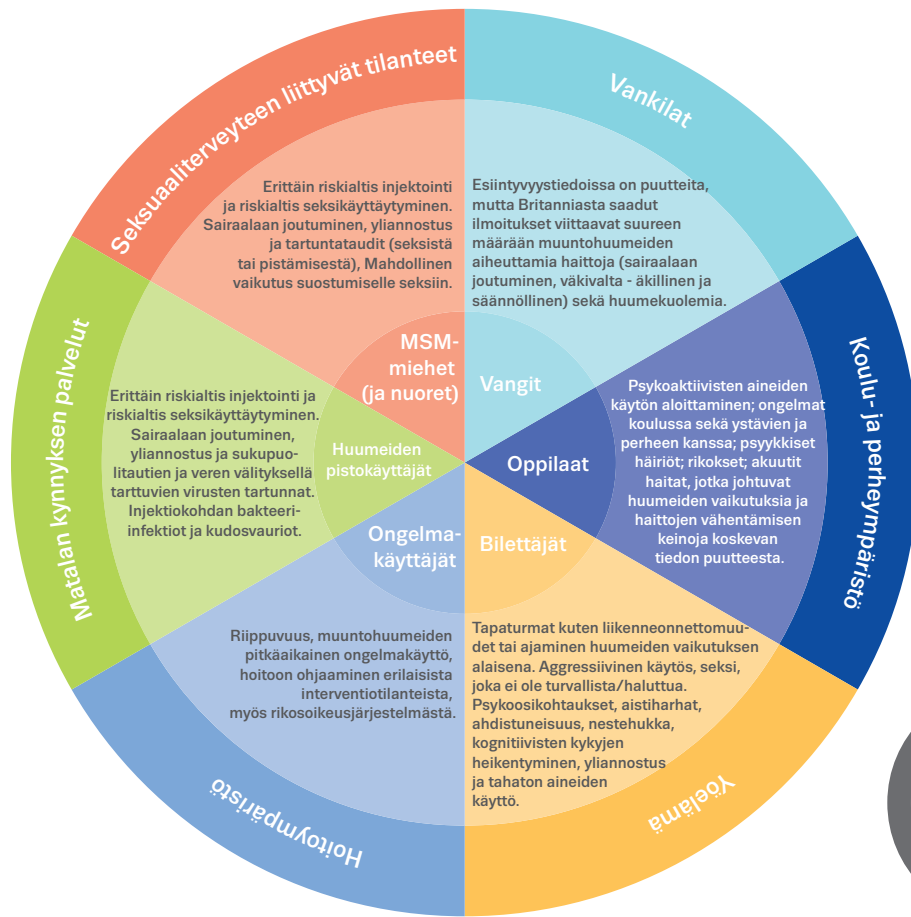 Seksuaaliterveyteen liittyvät tilanteet
Erittäin riskialtis injektointi
ja riskialtis seksikäyttäytyminen.
Sairaalaan joutuminen, yliannostus
ja tartuntataudit (seksistä
tai pistämisestä), Mahdollinen
vaikutus suostumiselle seksiin.
MSM-
miehet
(ja nuoret)
Vankilat
Esiintyvyystiedoissa on puutteita,
mutta Britanniasta saadut
ilmoitukset viittaavat suureen
määrään muuntohuumeiden
aiheuttamia haittoja (sairaalaan
joutuminen, väkivalta - äkillinen ja
säännöllinen) sekä huumekuolemia.
Vangit
Koulu- ja perheympäristö
Psykoaktiivisten aineiden
käytön aloittaminen; ongelmat
koulussa sekä ystävien ja
perheen kanssa; psyykkiset
häiriöt; rikokset; akuutit
haitat, jotka johtuvat
huumeiden vaikutuksia ja
haittojen vähentämisen
keinoja koskevan
tiedon puutteesta.
Oppilaat
Yöelämä
Bilettäjät
Tapaturmat kuten liikenneonnettomuu-
det tai ajaminen huumeiden vaikutuksen
alaisena. Aggressiivinen käytös, seksi,
joka ei ole turvallista/haluttua.
Psykoosikohtaukset, aistiharhat,
ahdistuneisuus, nestehukka,
kognitiivisten kykyjen
heikentyminen, yliannostus
ja tahaton aineiden
käyttö.
Hoitoympäristö
Ongelma-
käyttäjät
Riippuvuus, muuntohuumeiden
pitkäaikainen ongelmakäyttö,
hoitoon ohjaaminen erilaisista
interventiotilanteista,
myös rikosoikeusjärjestelmästä.
Matalan kynnyksen palvelut
Erittäin riskialtis injektointi ja
riskialtis seksikäyttäytyminen.
Sairaalaan joutuminen,
yliannostus ja sukupuo-
litautien ja veren välityksellä
tarttuvien virusten tartunnat.
Injektiokohdan bakteeri-
infektiot ja kudosvauriot.
Huumeiden
pistokäyttäjät